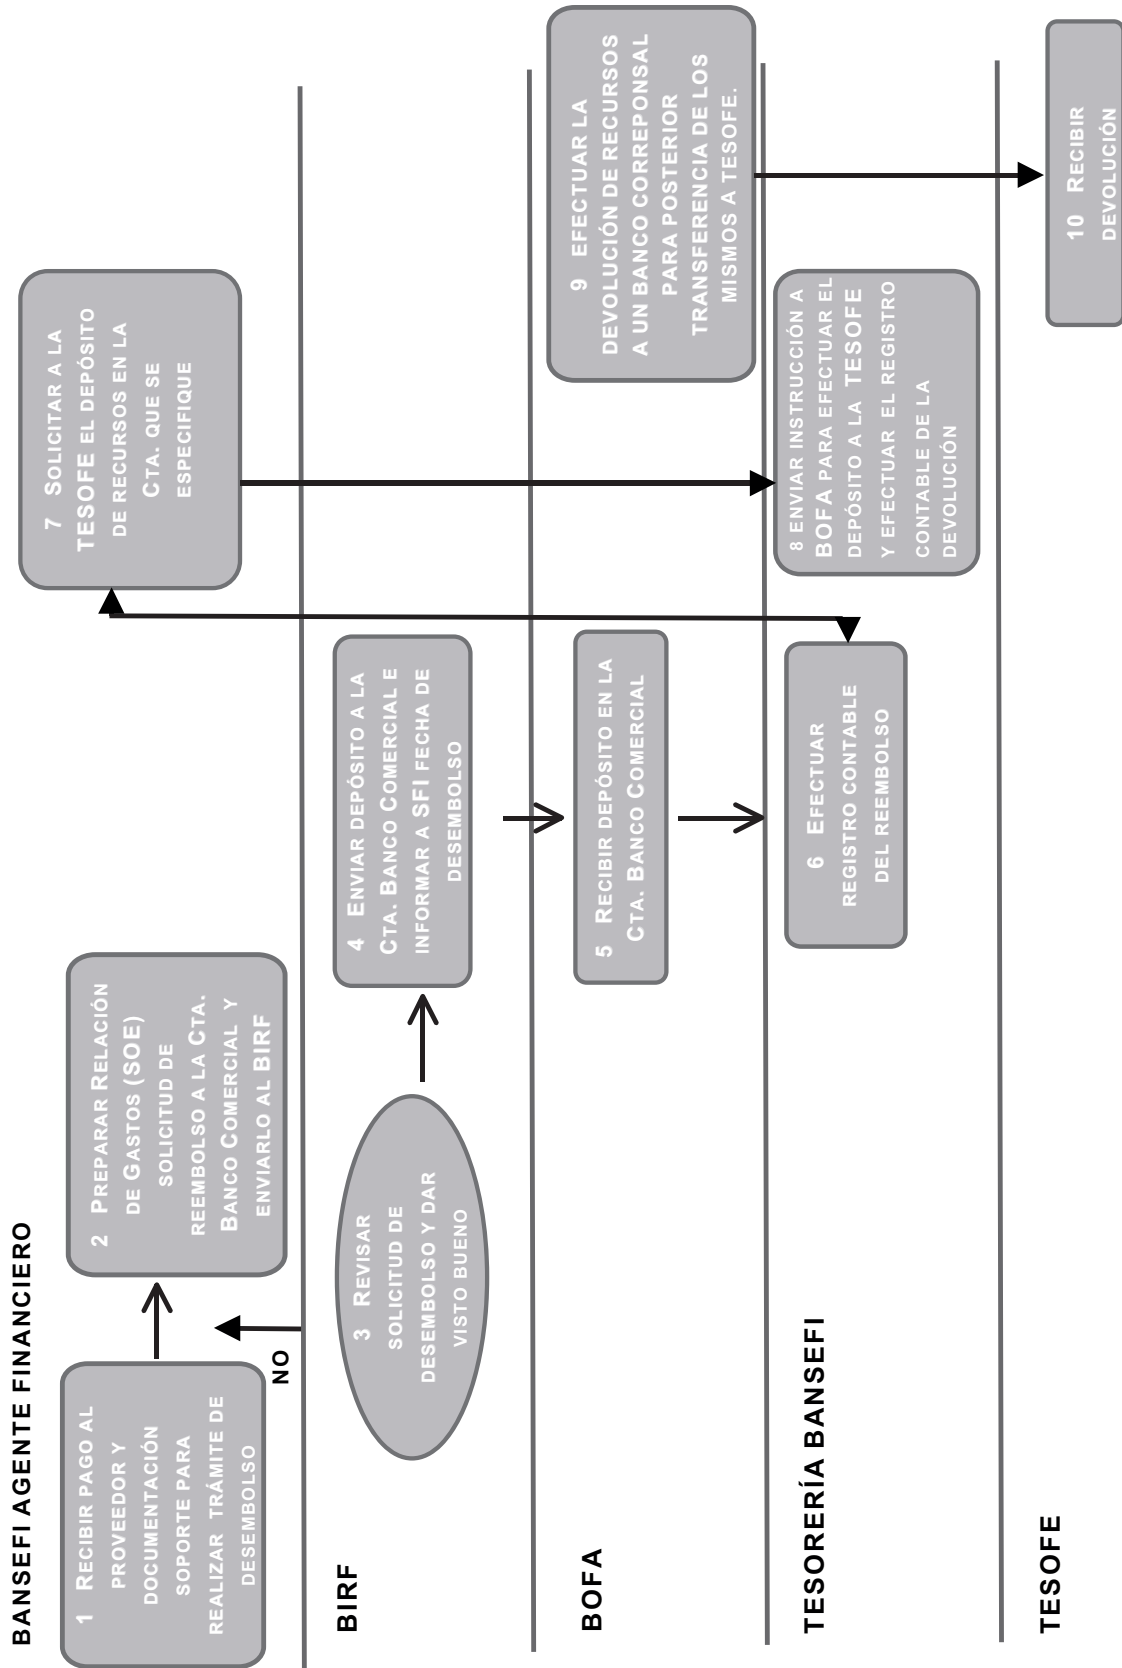 BANSEFI AGENTE FINANCIERO
1 RECIBIR PAGO AL
PROVEEDOR Y
DOCUMENTACIÓN
SOPORTE PARA
REALIZAR TRÁMITE DE
DESEMBOLSO
2 PREPARAR RELACIÓN
DE GASTOS (SOE)
SOLICITUD DE
REEMBOLSO A LA CTA.
BANCO COMERCIAL Y
ENVIARLO AL BIRF
7 SOLICITAR A LA
TESOFE EL DEPÓSITO
DE RECURSOS EN LA
CTA. QUE SE
ESPECIFIQUE
NO
BIRF
3 REVISAR
SOLICITUD DE
DESEMBOLSO Y DAR
VISTO BUENO
4 ENVIAR DEPÓSITO A LA
CTA. BANCO COMERCIAL E
INFORMAR A SFI FECHA DE
DESEMBOLSO
BOFA
5 RECIBIR DEPÓSITO EN LA
CTA. BANCO COMERCIAL
9 EFECTUAR LA
DEVOLUCIÓN DE RECURSOS
A UN BANCO CORREPONSAL
PARA POSTERIOR
TRANSFERENCIA DE LOS
MISMOS A TESOFE.
TESORERÍA BANSEFI
6 EFECTUAR
REGISTRO CONTABLE
DEL REEMBOLSO
8 ENVIAR INSTRUCCIÓN A
BOFA PARA EFECTUAR EL
DEPÓSITO A LA TESOFE
Y EFECTUAR EL REGISTRO
CONTABLE DE LA
DEVOLUCIÓN
TESOFE
10 RECIBIR
DEVOLUCIÓN